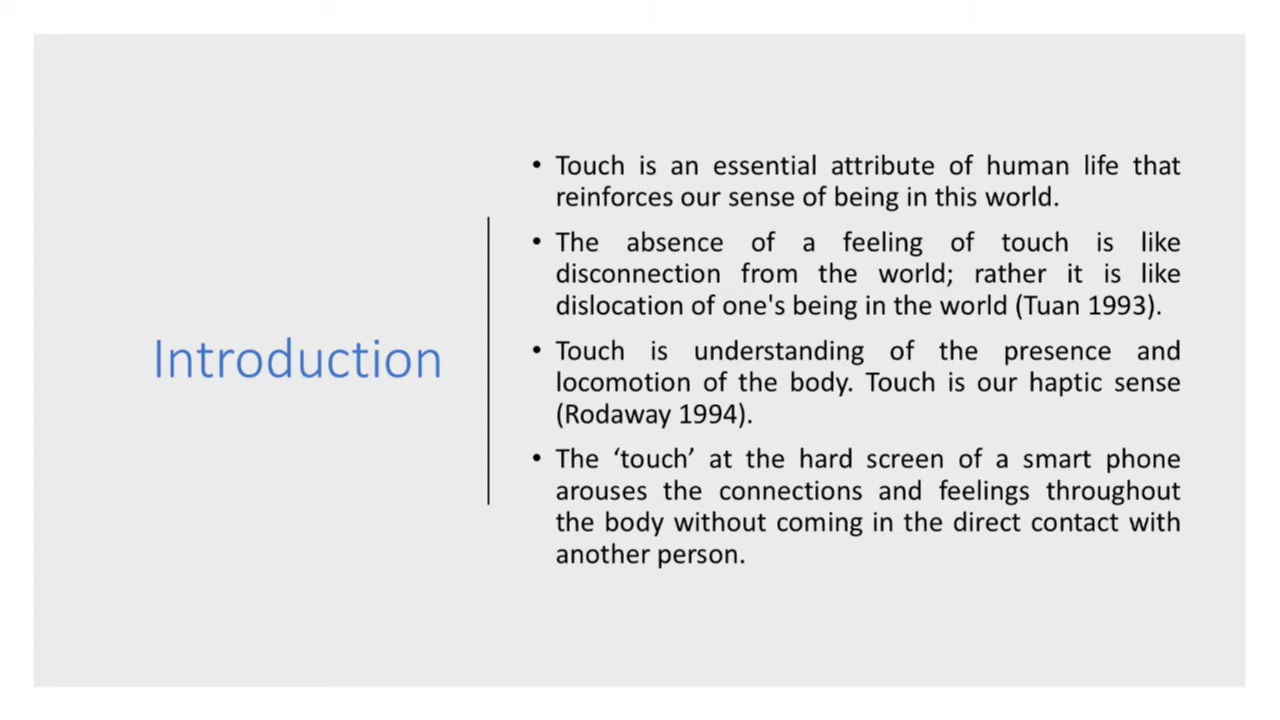 Introduction
• Touch is an essential attribute of human life that
reinforces our sense of being in this world.
• The absence of a feeling of touch is like
disconnection from the world; rather it is like
dislocation of one's being in the world (Tuan 1993).
• Touch is understanding of the presence and
locomotion of the body. Touch is our haptic sense
(Rodaway 1994).
• The ‘touch’ at the hard screen of a smart phone
arouses the connections and feelings throughout
the body without coming in the direct contact with
another person.